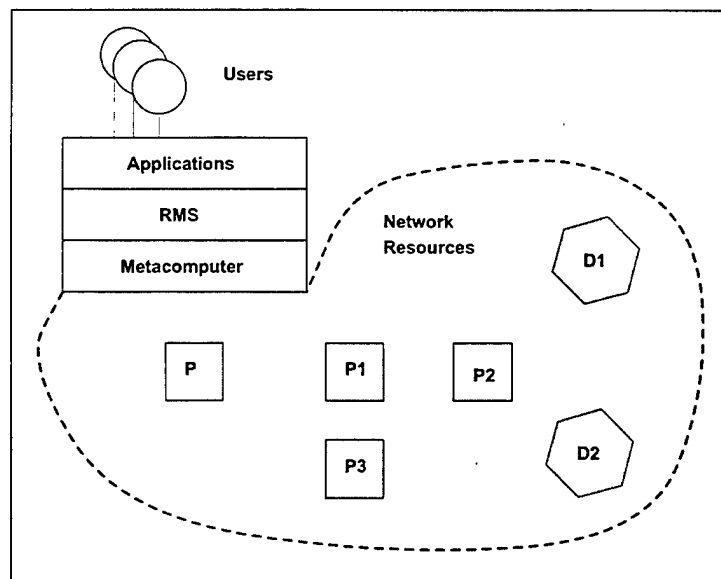 Users
Applications
RMS
Metacomputer
Network
Resources
D1
P
P1
P2
P3
D2